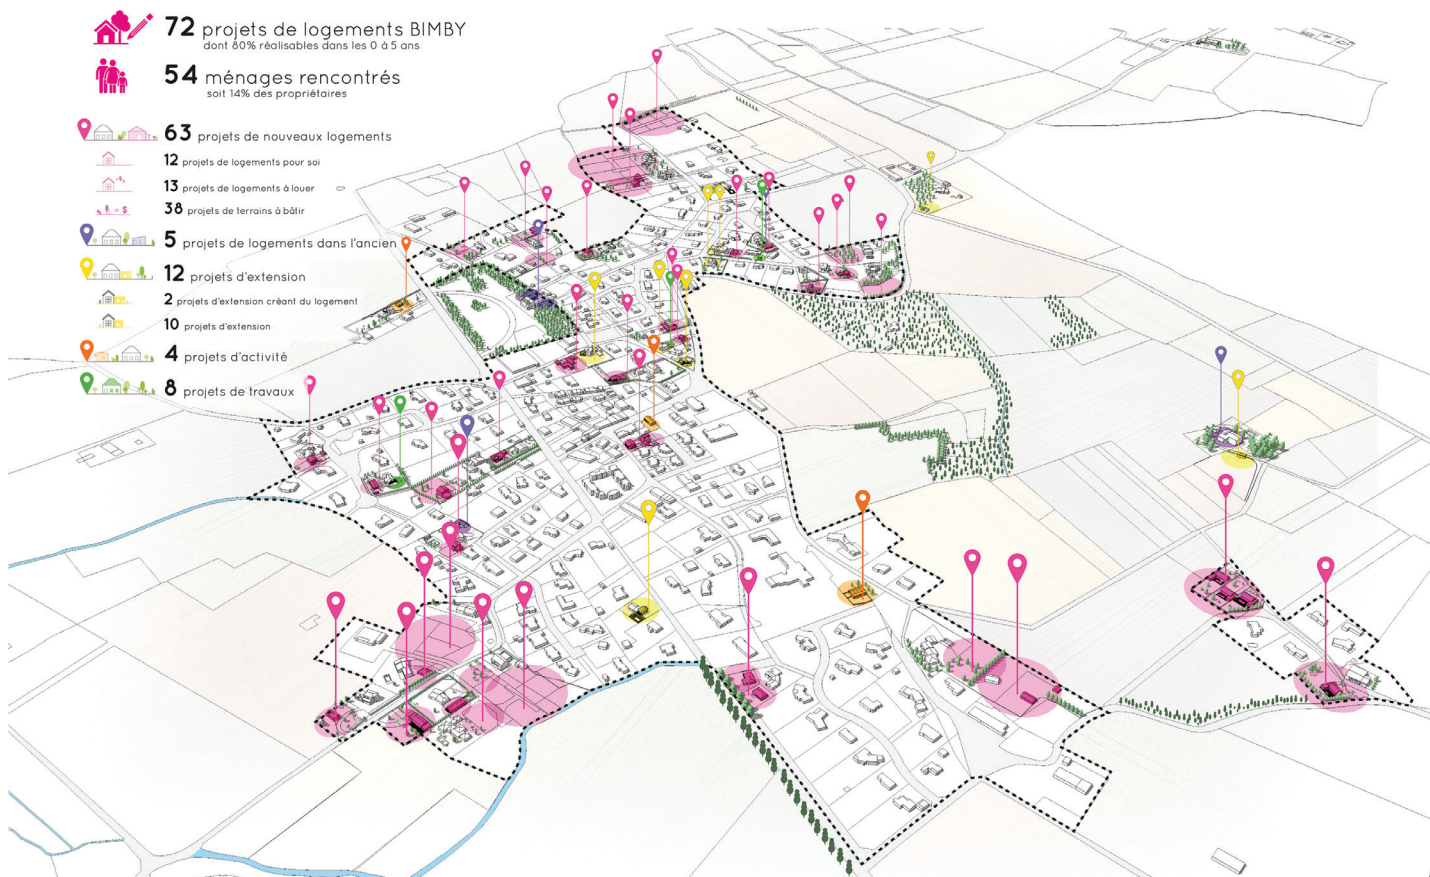 72 projets de logements BIMBY
dont 80% réalisables dans les 0 à 5 ans
54 ménages rencontrés
soit 14% des propriétaires
63 projets de nouveaux logements
12 projets de logements pour soi
13 projets de logements à louer
38 projets de terrains à bâtir
5 projets de logements dans l'ancien
12 projets d'extension
2 projets d'extension créant du logement
10 projets d'extension
4 projets d'activité
8 projets de travaux